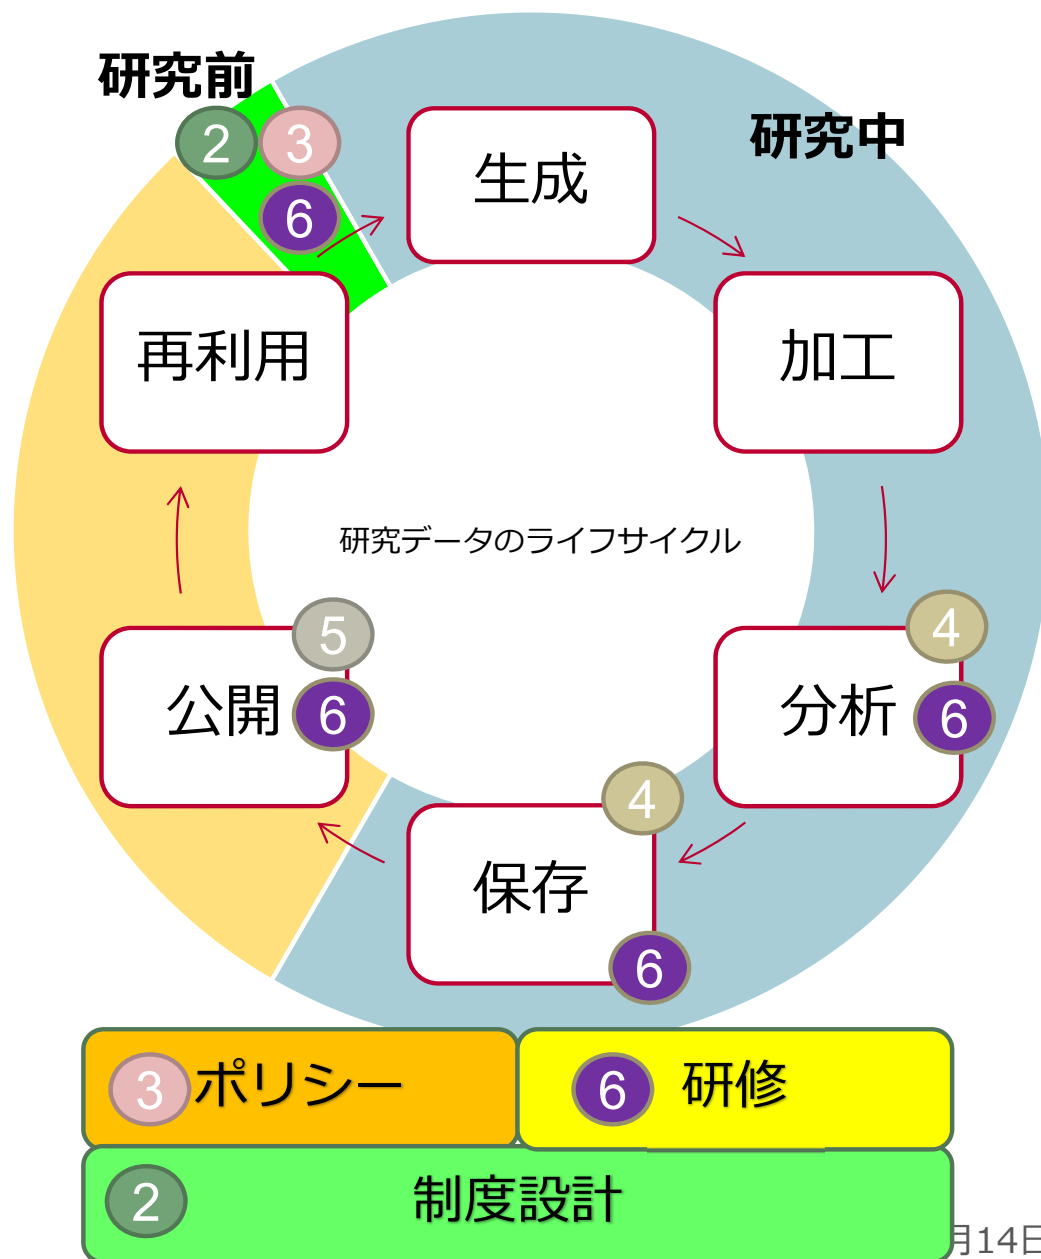 研究前
研究中
2
3
6
生成
再利用
加工
研究データのライフサイクル
5
公開
6
4
分析
6
4
保存
6
3
ポリシー
6
研修
2
制度設計
月14日